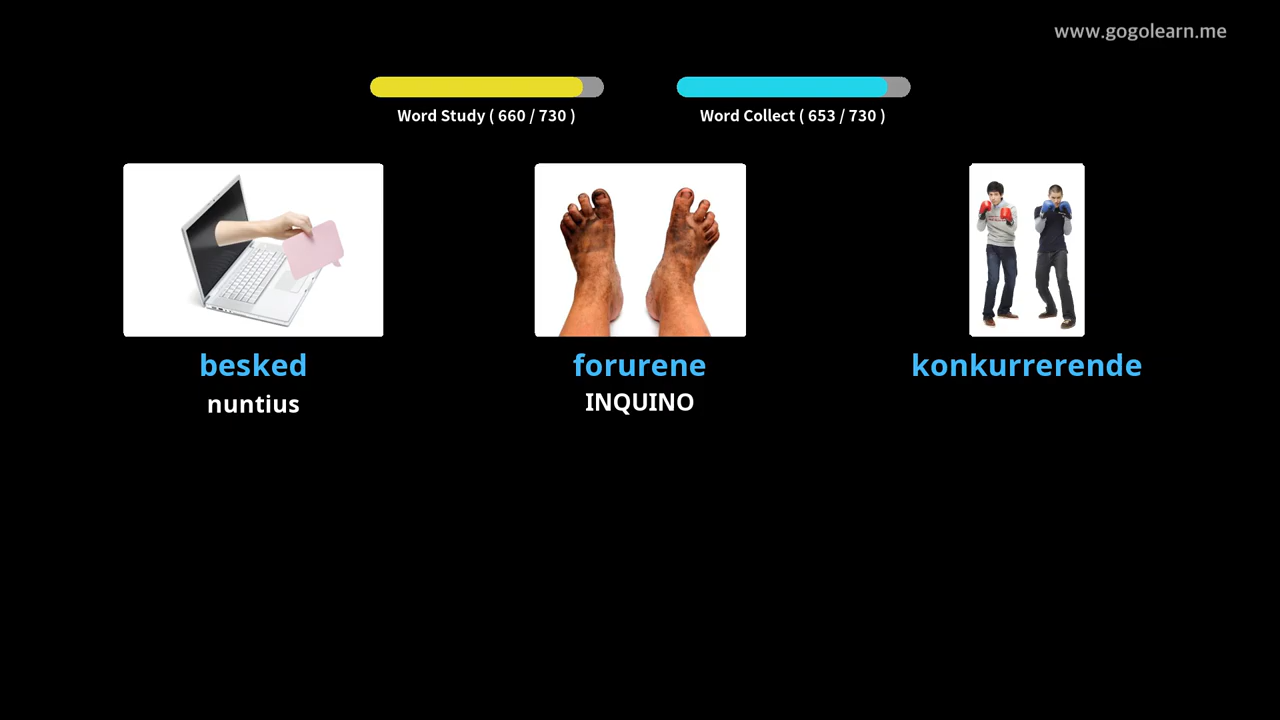 www.gogolearn.me
Word Study ( 660 / 730 )
Word Collect ( 653 / 730 )
besked
nuntius
forurene
INQUINO
konkurrerende